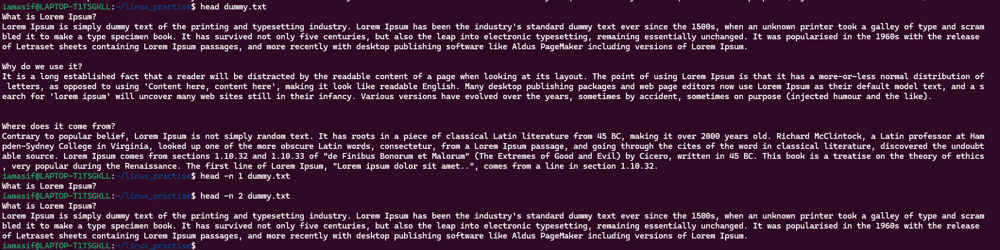 iamasif@LAPTOP-T1TSGKLL:~/linux_practise$ head dummy.txt
What is Lorem Ipsum?
Lorem Ipsum is simply dummy text of the printing and typesetting industry. Lorem Ipsum has been the industry's standard dummy text ever since the 1500s, when an unknown printer took a galley of type and scram
bled it to make a type specimen book. It has survived not only five centuries, but also the leap into electronic typesetting, remaining essentially unchanged. It was popularised in the 1960s with the release
of Letraset sheets containing Lorem Ipsum passages, and more recently with desktop publishing software like Aldus PageMaker including versions of Lorem Ipsum.

Why do we use it?
It is a long established fact that a reader will be distracted by the readable content of a page when looking at its layout. The point of using Lorem Ipsum is that it has a more-or-less normal distribution of
 letters, as opposed to using 'Content here, content here', making it look like readable English. Many desktop publishing packages and web page editors now use Lorem Ipsum as their default model text, and a s
earch for 'lorem ipsum' will uncover many web sites still in their infancy. Various versions have evolved over the years, sometimes by accident, sometimes on purpose (injected humour and the like).


Where does it come from?
Contrary to popular belief, Lorem Ipsum is not simply random text. It has roots in a piece of classical Latin literature from 45 BC, making it over 2000 years old. Richard McClintock, a Latin professor at Ham
pden-Sydney College in Virginia, looked up one of the more obscure Latin words, consectetur, from a Lorem Ipsum passage, and going through the cites of the word in classical literature, discovered the undoubt
able source. Lorem Ipsum comes from sections 1.10.32 and 1.10.33 of "de Finibus Bonorum et Malorum" (The Extremes of Good and Evil) by Cicero, written in 45 BC. This book is a treatise on the theory of ethics
, very popular during the Renaissance. The first line of Lorem Ipsum, "Lorem ipsum dolor sit amet..", comes from a line in section 1.10.32.
iamasif@LAPTOP-T1TSGKLL:~/linux_practise$ head -n 1 dummy.txt
What is Lorem Ipsum?
iamasif@LAPTOP-T1TSGKLL:~/linux_practise$ head -n 2 dummy.txt
What is Lorem Ipsum?
Lorem Ipsum is simply dummy text of the printing and typesetting industry. Lorem Ipsum has been the industry's standard dummy text ever since the 1500s, when an unknown printer took a galley of type and scram
bled it to make a type specimen book. It has survived not only five centuries, but also the leap into electronic typesetting, remaining essentially unchanged. It was popularised in the 1960s with the release
of Letraset sheets containing Lorem Ipsum passages, and more recently with desktop publishing software like Aldus PageMaker including versions of Lorem Ipsum.
iamasif@LAPTOP-T1TSGKLL:~/linux_practise$